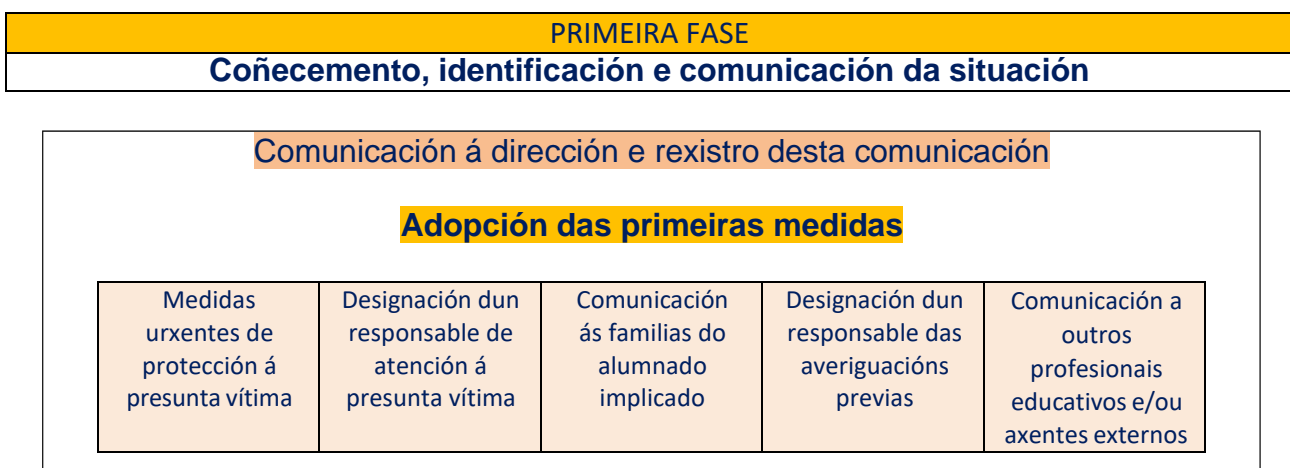 PRIMEIRA FASE
Coñecemento, identificación e comunicación da situación
Comunicación á dirección e rexistro desta comunicación
Adopción das primeiras medidas
Medidas
urxentes de
protección á
presunta vítima
Designación dun
responsable de
atención á
presunta vítima
Comunicación
ás familias do
alumnado
implicado
Designación dun
responsable das
averiguacións
previas
Comunicación a
outros
profesionais
educativos e/ou
axentes externos